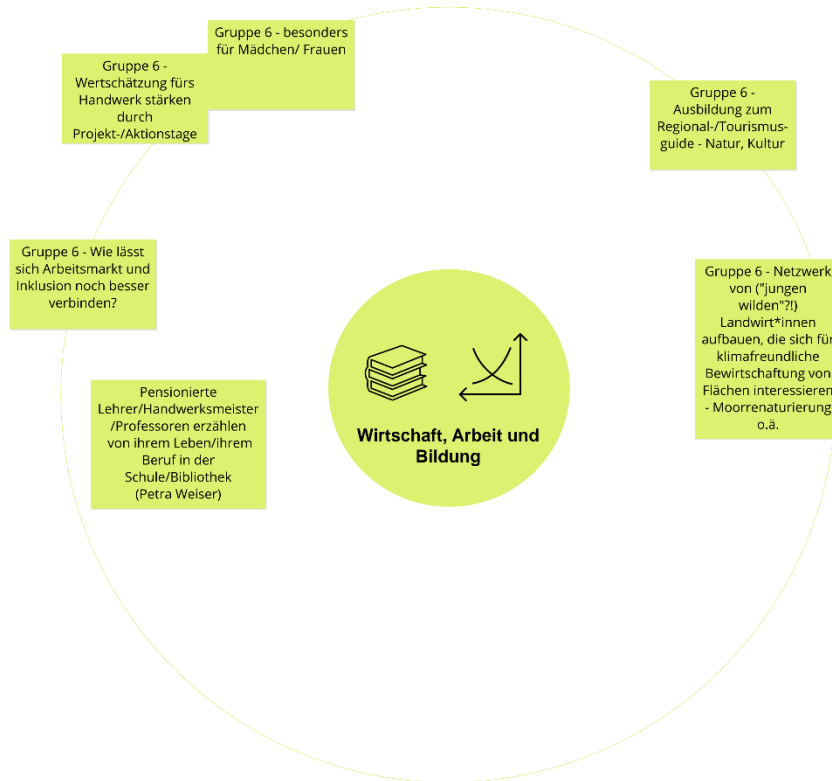 Gruppe 6 - besonders
für Mädchen/ Frauen
Gruppe 6 -
Wertschätzung fürs
Handwerk stärken
durch
Projekt-/Aktionstage
Gruppe 6 -
Ausbildung zum
Regional-/Tourismus-
guide - Natur, Kultur
Gruppe 6 - Wie lässt
sich Arbeitsmarkt und
Inklusion noch besser
verbinden?
Gruppe 6 - Netzwerk
von ("jungen
wilden"?!)
Landwirt*innen
aufbauen, die sich für
klimafreundliche
Bewirtschaftung von
Flächen interessieren
- Moorrenaturierung
o.ä.
Pensionierte
Lehrer/Handwerksmeister
/Professoren erzählen
von ihrem Leben/ihrem
Beruf in der
Schule/Bibliothek
(Petra Weiser)
Wirtschaft, Arbeit und
Bildung